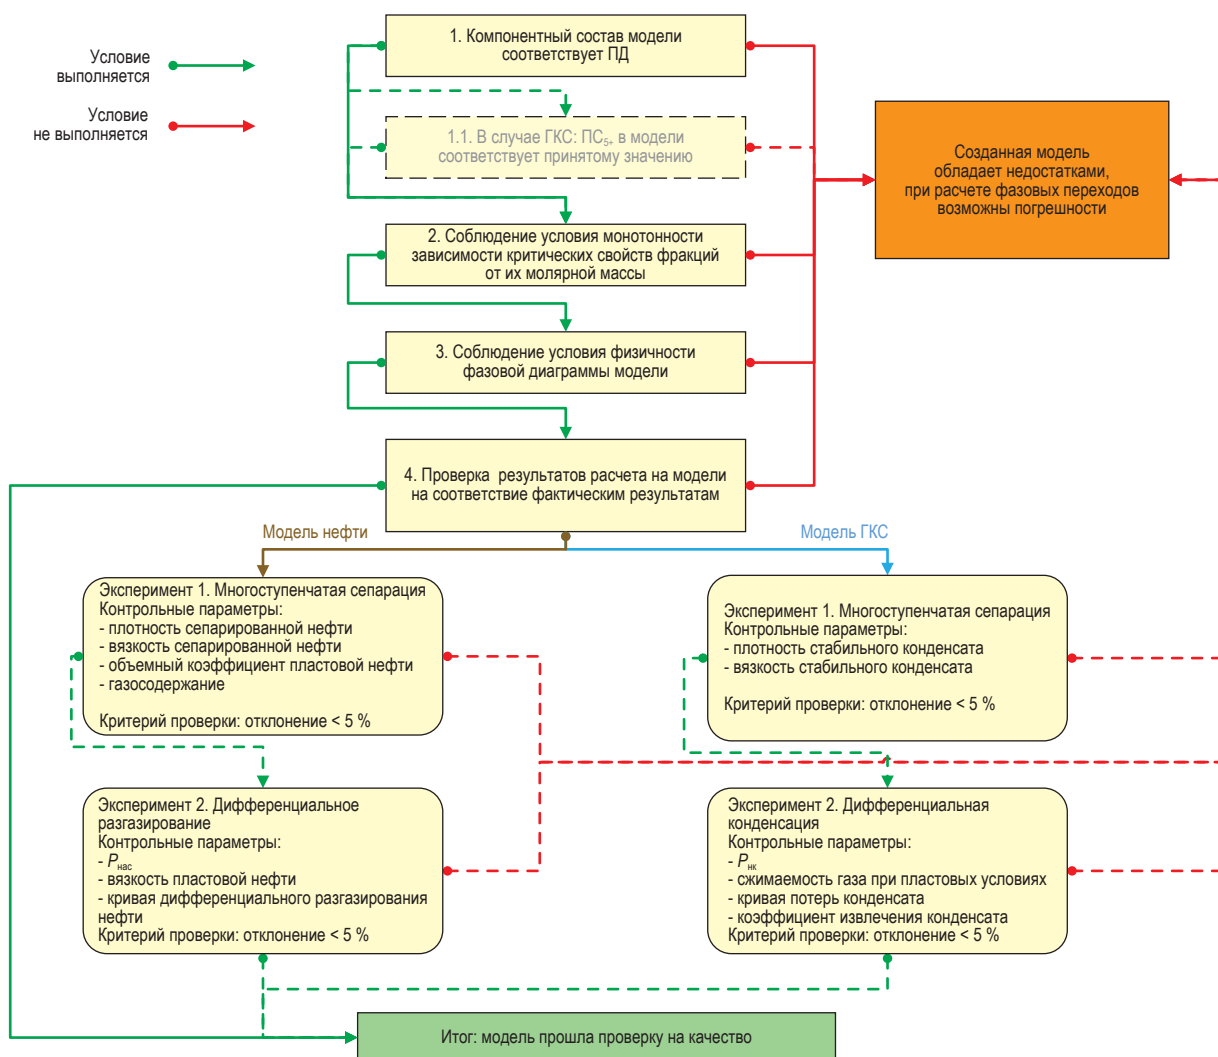 Условие
выполняется
Условие
не выполняется
1. Компонентный состав модели
соответствует ПД
1.1. В случае ГКС: ПС₅₊ в модели
соответствует принятому значению
Созданная модель
обладает недостатками,
при расчете фазовых переходов
возможны погрешности
2. Соблюдение условия монотонности
зависимости критических свойств фракций
от их молярной массы
3. Соблюдение условия физичности
фазовой диаграммы модели
4. Проверка результатов расчета на модели
на соответствие фактическим результатам
Модель нефти
Модель ГКС
Эксперимент 1. Многоступенчатая сепарация
Контрольные параметры:
- плотность сепарированной нефти
- вязкость сепарированной нефти
- объемный коэффициент пластовой нефти
- газосодержание
Критерий проверки: отклонение < 5 %
Эксперимент 1. Многоступенчатая сепарация
Контрольные параметры:
- плотность стабильного конденсата
- вязкость стабильного конденсата
Критерий проверки: отклонение < 5 %
Эксперимент 2. Дифференциальное
разгазирование
Контрольные параметры:
- Pнас
- вязкость пластовой нефти
- кривая дифференциального разгазирования
нефти
Критерий проверки: отклонение < 5 %
Эксперимент 2. Дифференциальная
конденсация
Контрольные параметры:
- Pнк
- сжимаемость газа при пластовых условиях
- кривая потерь конденсата
- коэффициент извлечения конденсата
Критерий проверки: отклонение < 5 %
Итог: модель прошла проверку на качество